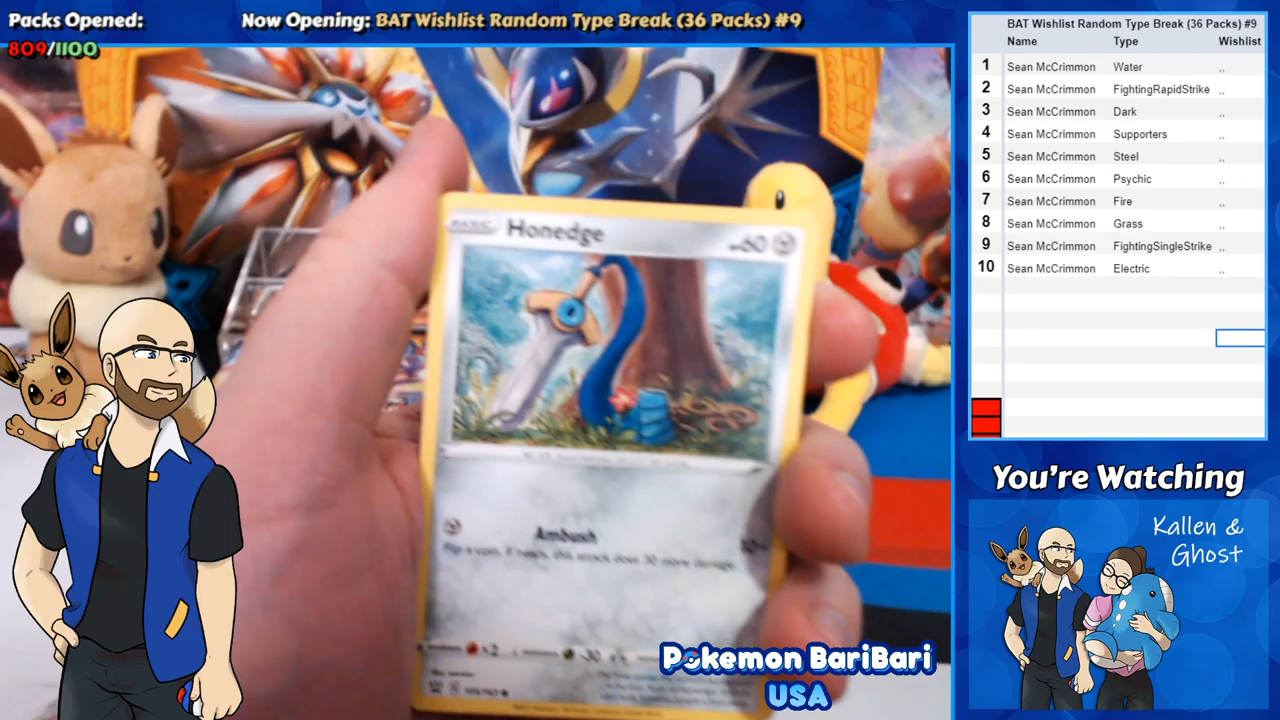 Packs Opened:
809/1100
Now Opening: BAT Wishlist Random Type Break (36 Packs) #9
BAT Wishlist Random Type Break (36 Packs) #9
Name Type Wishlist
1 Sean McCrimmon Water ,,
2 Sean McCrimmon FightingRapidStrike ,,
3 Sean McCrimmon Dark ,,
4 Sean McCrimmon Supporters ,,
5 Sean McCrimmon Steel ,,
6 Sean McCrimmon Psychic ,,
7 Sean McCrimmon Fire ,,
8 Sean McCrimmon Grass ,,
9 Sean McCrimmon FightingSingleStrike ,,
10 Sean McCrimmon Electric ,,
BASIC Honedge 60
Ambush
Flip a coin. If heads, this attack does 30 more damage.
×2 -30
Pokemon BariBari
USA
You're Watching
Kallen &
Ghost